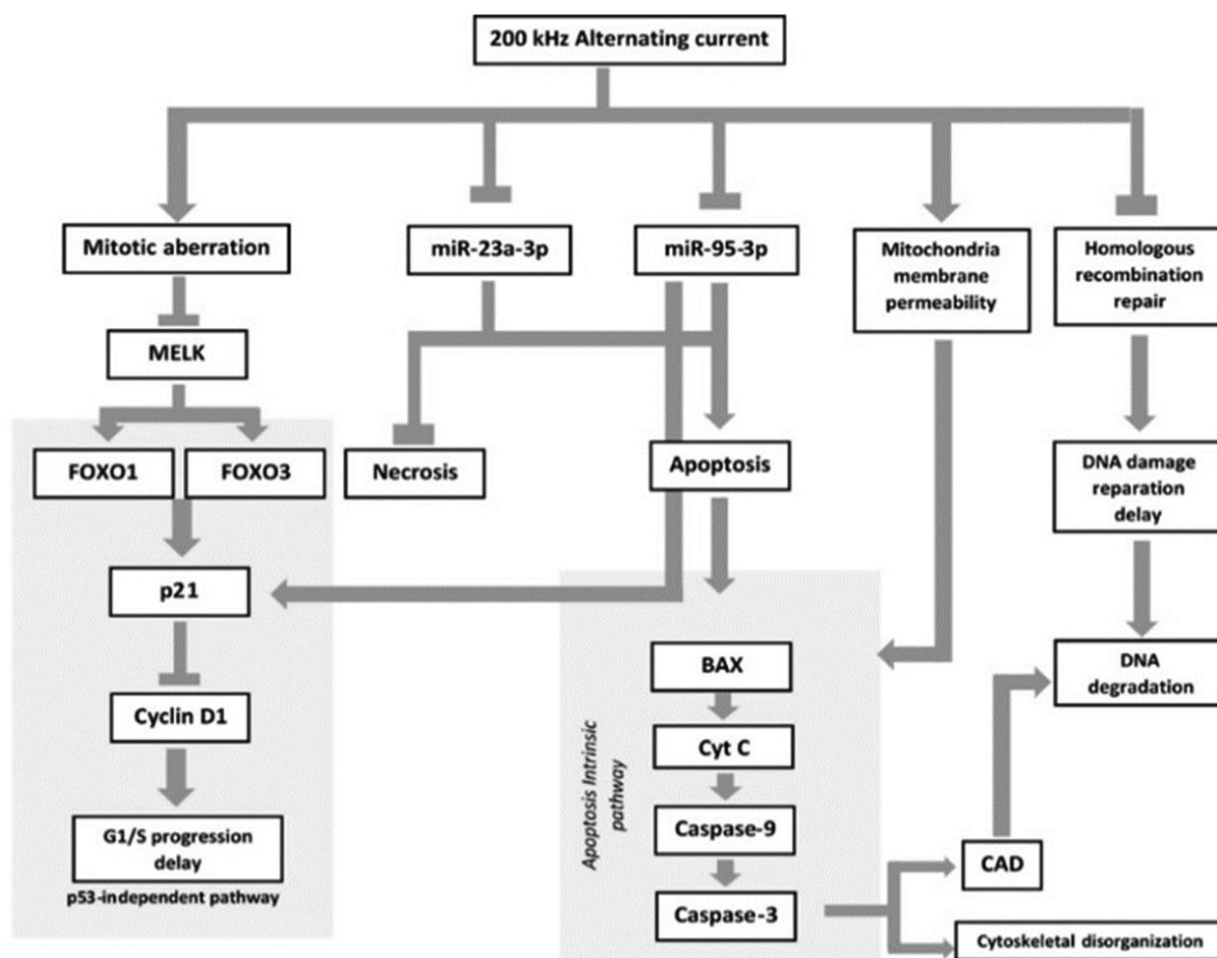 200 kHz Alternating current
Mitotic aberration
miR-23a-3p
miR-95-3p
Mitochondria
membrane
permeability
Homologous
recombination
repair
MELK
FOXO1
FOXO3
Necrosis
Apoptosis
DNA damage
reparation
delay
p21
BAX
DNA
degradation
Cyclin D1
Cyt C
Apoptosis Intrinsic
pathway
G1/S progression
delay
p53-independent pathway
Caspase-9
CAD
Caspase-3
Cytoskeletal disorganization